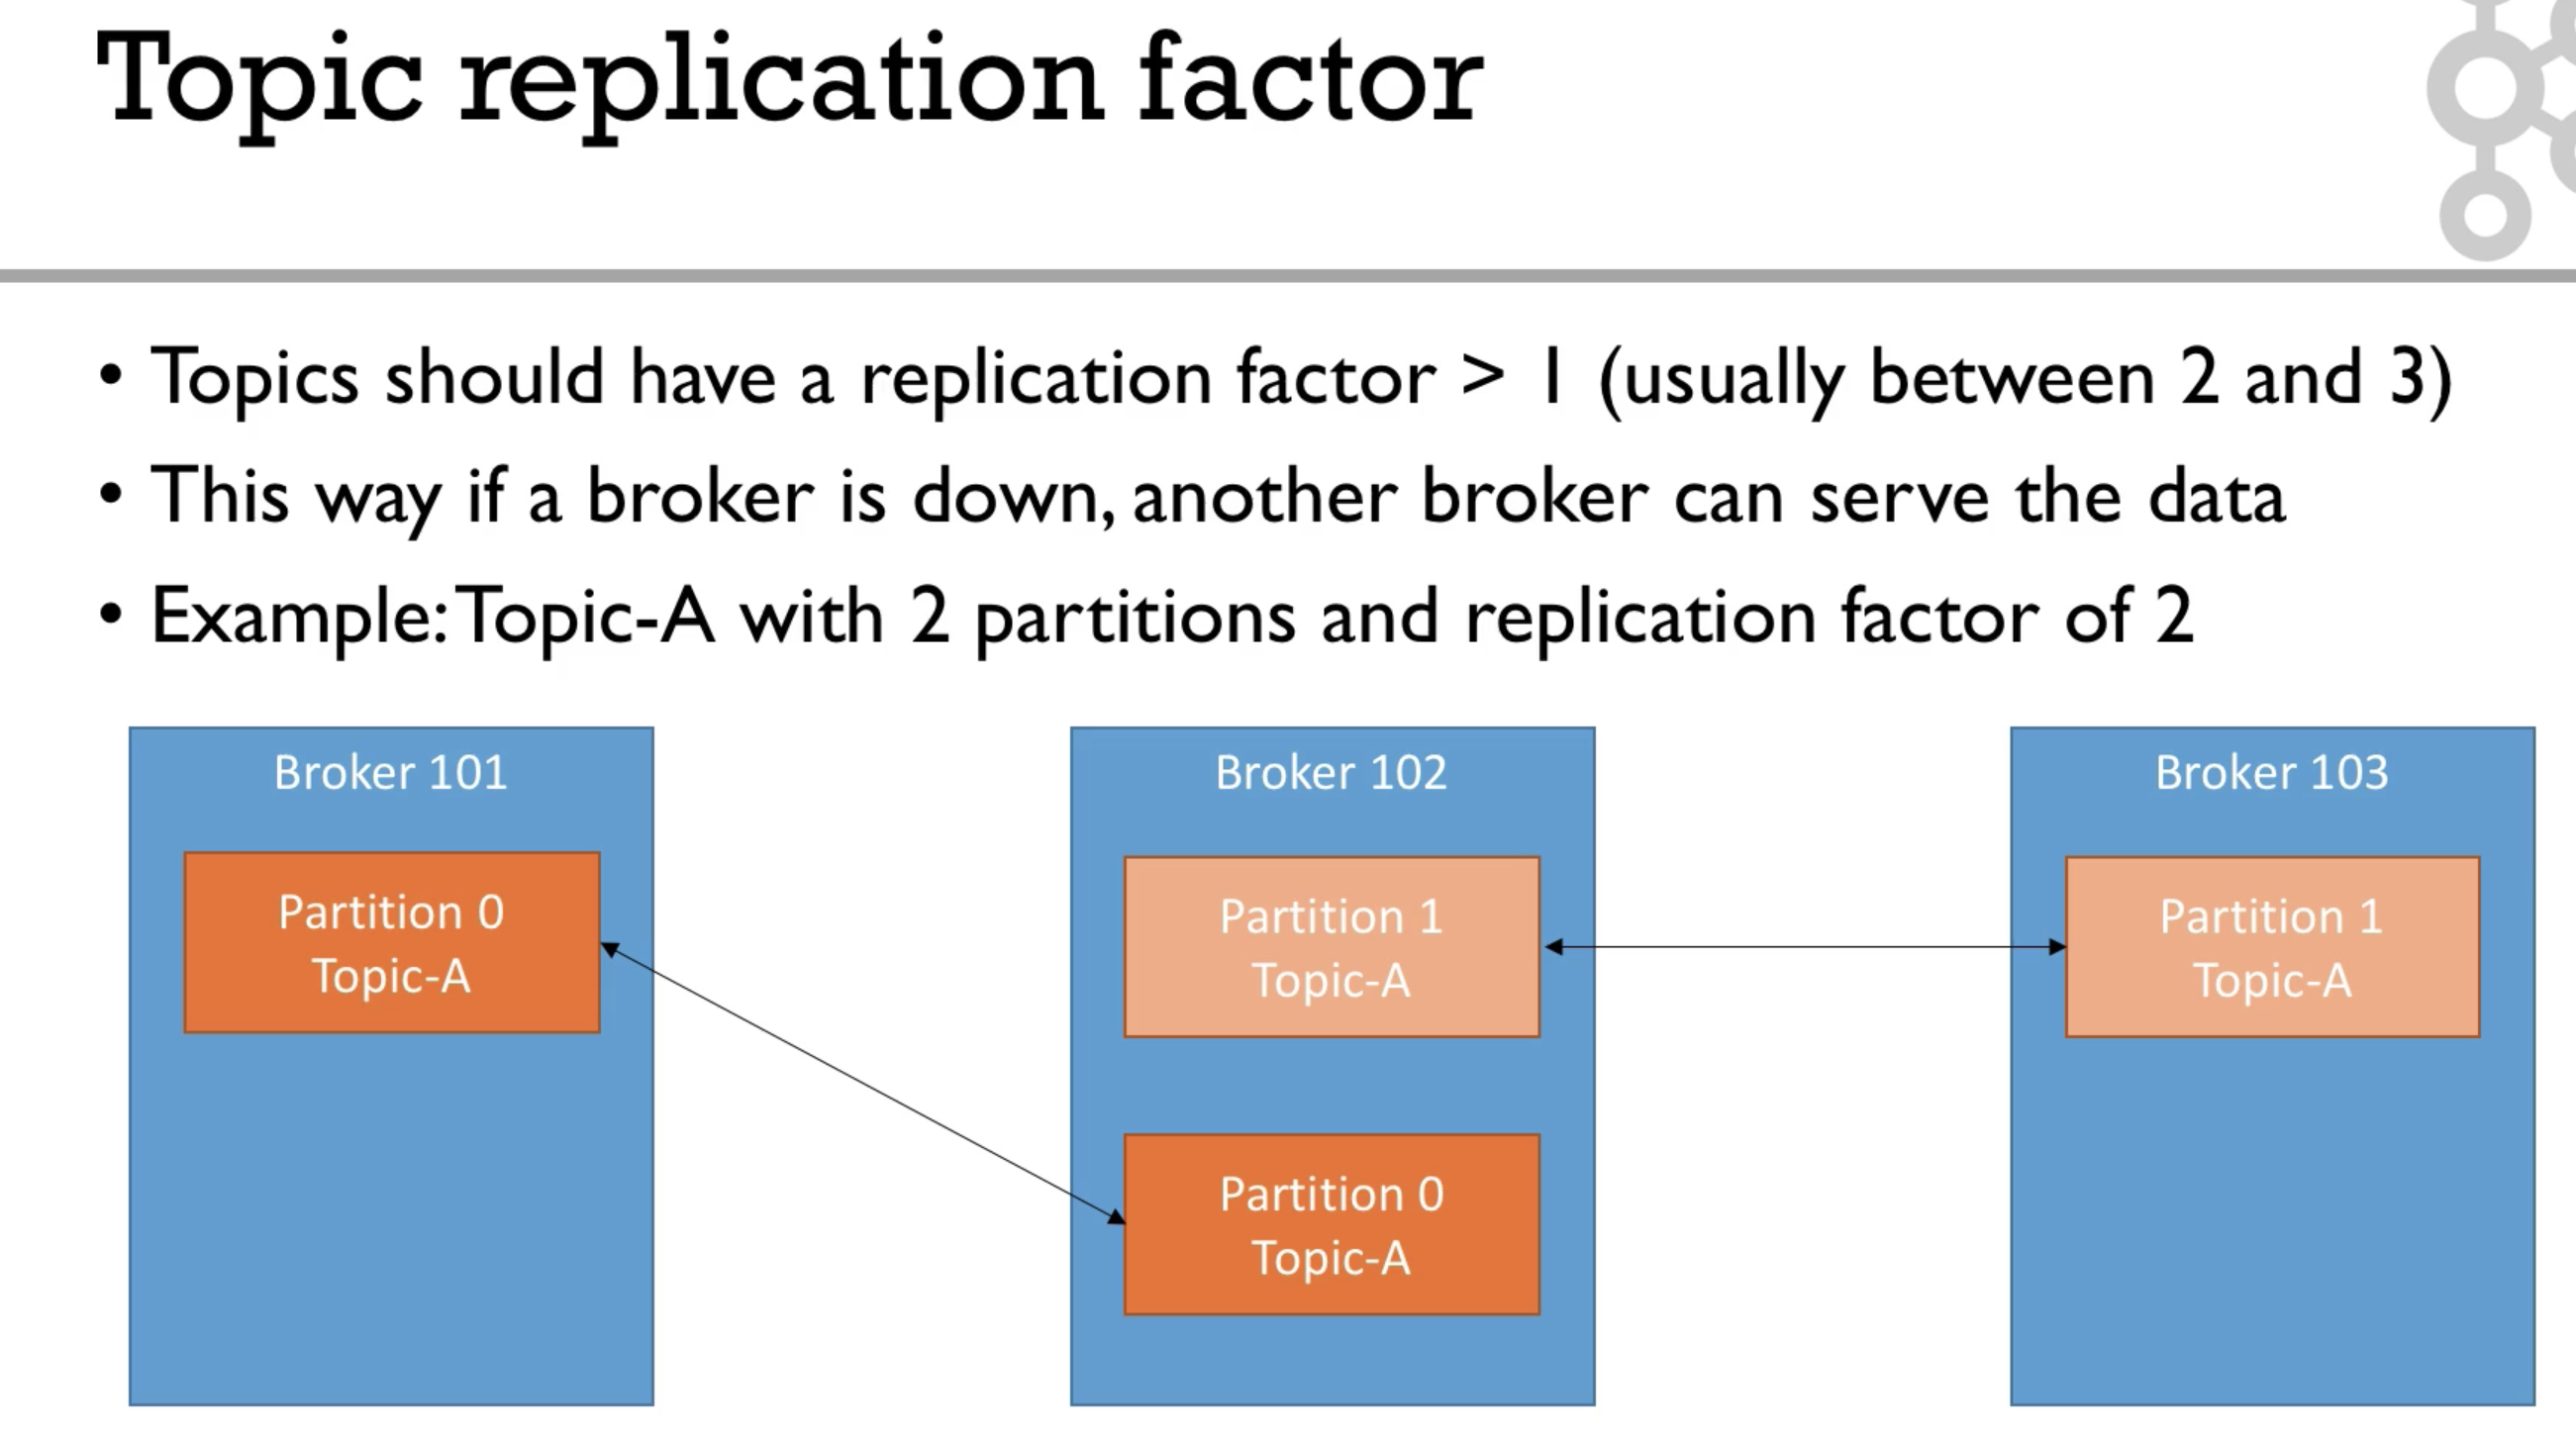 Topic replication factor
• Topics should have a replication factor > 1 (usually between 2 and 3)
• This way if a broker is down, another broker can serve the data
• Example: Topic-A with 2 partitions and replication factor of 2
Broker 101
Partition 0
Topic-A
Broker 102
Partition 1
Topic-A
Partition 0
Topic-A
Broker 103
Partition 1
Topic-A